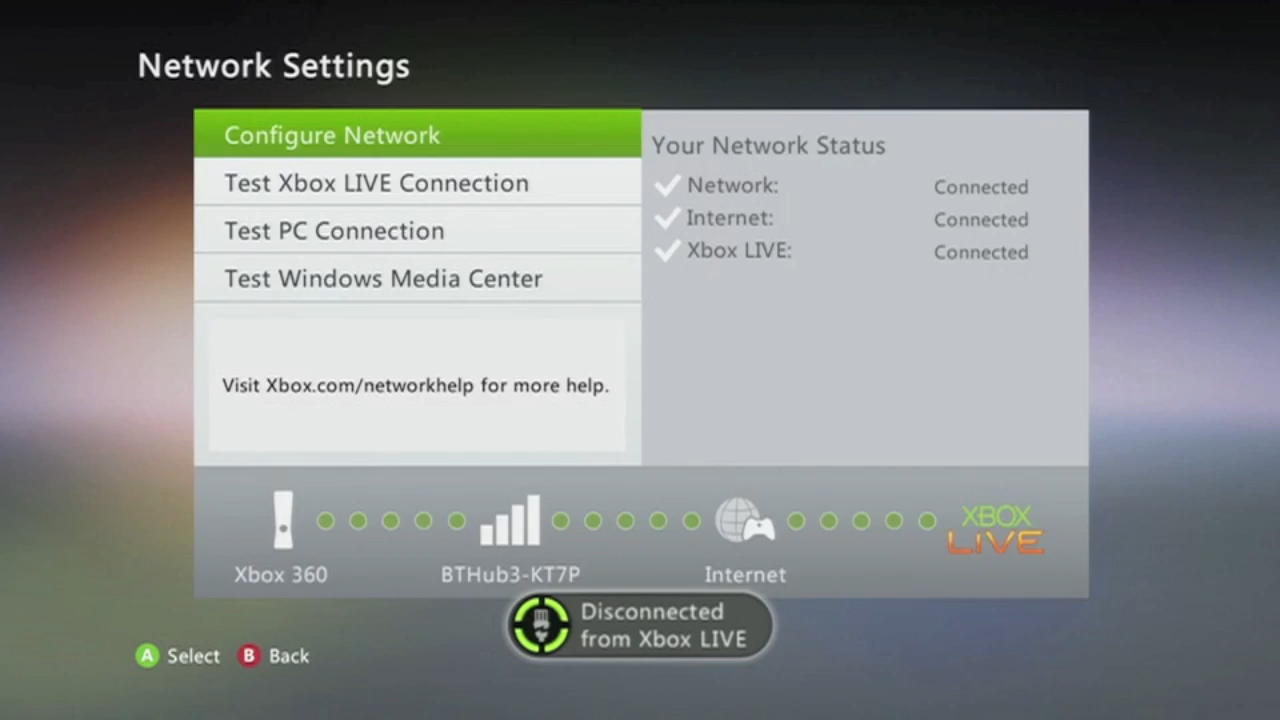 Network Settings
Configure Network
Test Xbox LIVE Connection
Test PC Connection
Test Windows Media Center
Visit Xbox.com/networkhelp for more help.
Your Network Status
Network: Connected
Internet: Connected
Xbox LIVE: Connected
XBOX
LIVE
Xbox 360 BTHub3-KT7P Internet
Disconnected
from Xbox LIVE
A Select B Back